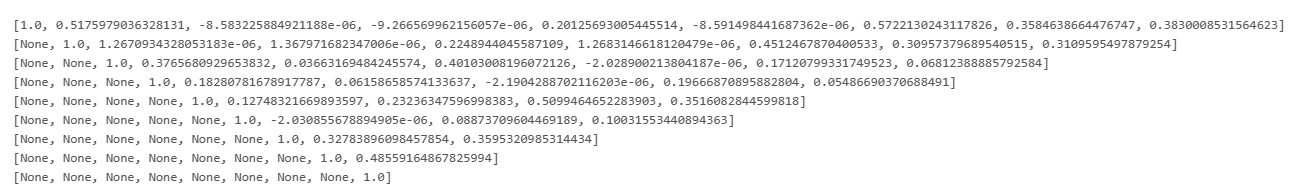 [1.0, 0.5175979036328131, -8.583225884921188e-06, -9.266569962156057e-06, 0.20125693005445514, -8.591498441687362e-06, 0.5722130243117826, 0.3584638664476747, 0.3830008531564623]
[None, 1.0, 1.2670934328053183e-06, 1.367971682347006e-06, 0.2248944045587109, 1.2683146618120479e-06, 0.4512467870400533, 0.30957379689540515, 0.3109595497879254]
[None, None, 1.0, 0.3765680929653832, 0.03663169484245574, 0.40103008196072126, -2.028900213804187e-06, 0.17120799331749523, 0.06812388885792584]
[None, None, None, 1.0, 0.18280781678917787, 0.06158658574133637, -2.1904288702116203e-06, 0.19666870895882804, 0.05486690370688491]
[None, None, None, None, 1.0, 0.12748321669893597, 0.23236347596998383, 0.5099464652283903, 0.3516082844599818]
[None, None, None, None, None, 1.0, -2.030855678894905e-06, 0.08873709604469189, 0.10031553440894363]
[None, None, None, None, None, None, 1.0, 0.32783896098457854, 0.3595320985314434]
[None, None, None, None, None, None, None, 1.0, 0.48559164867825994]
[None, None, None, None, None, None, None, None, 1.0]